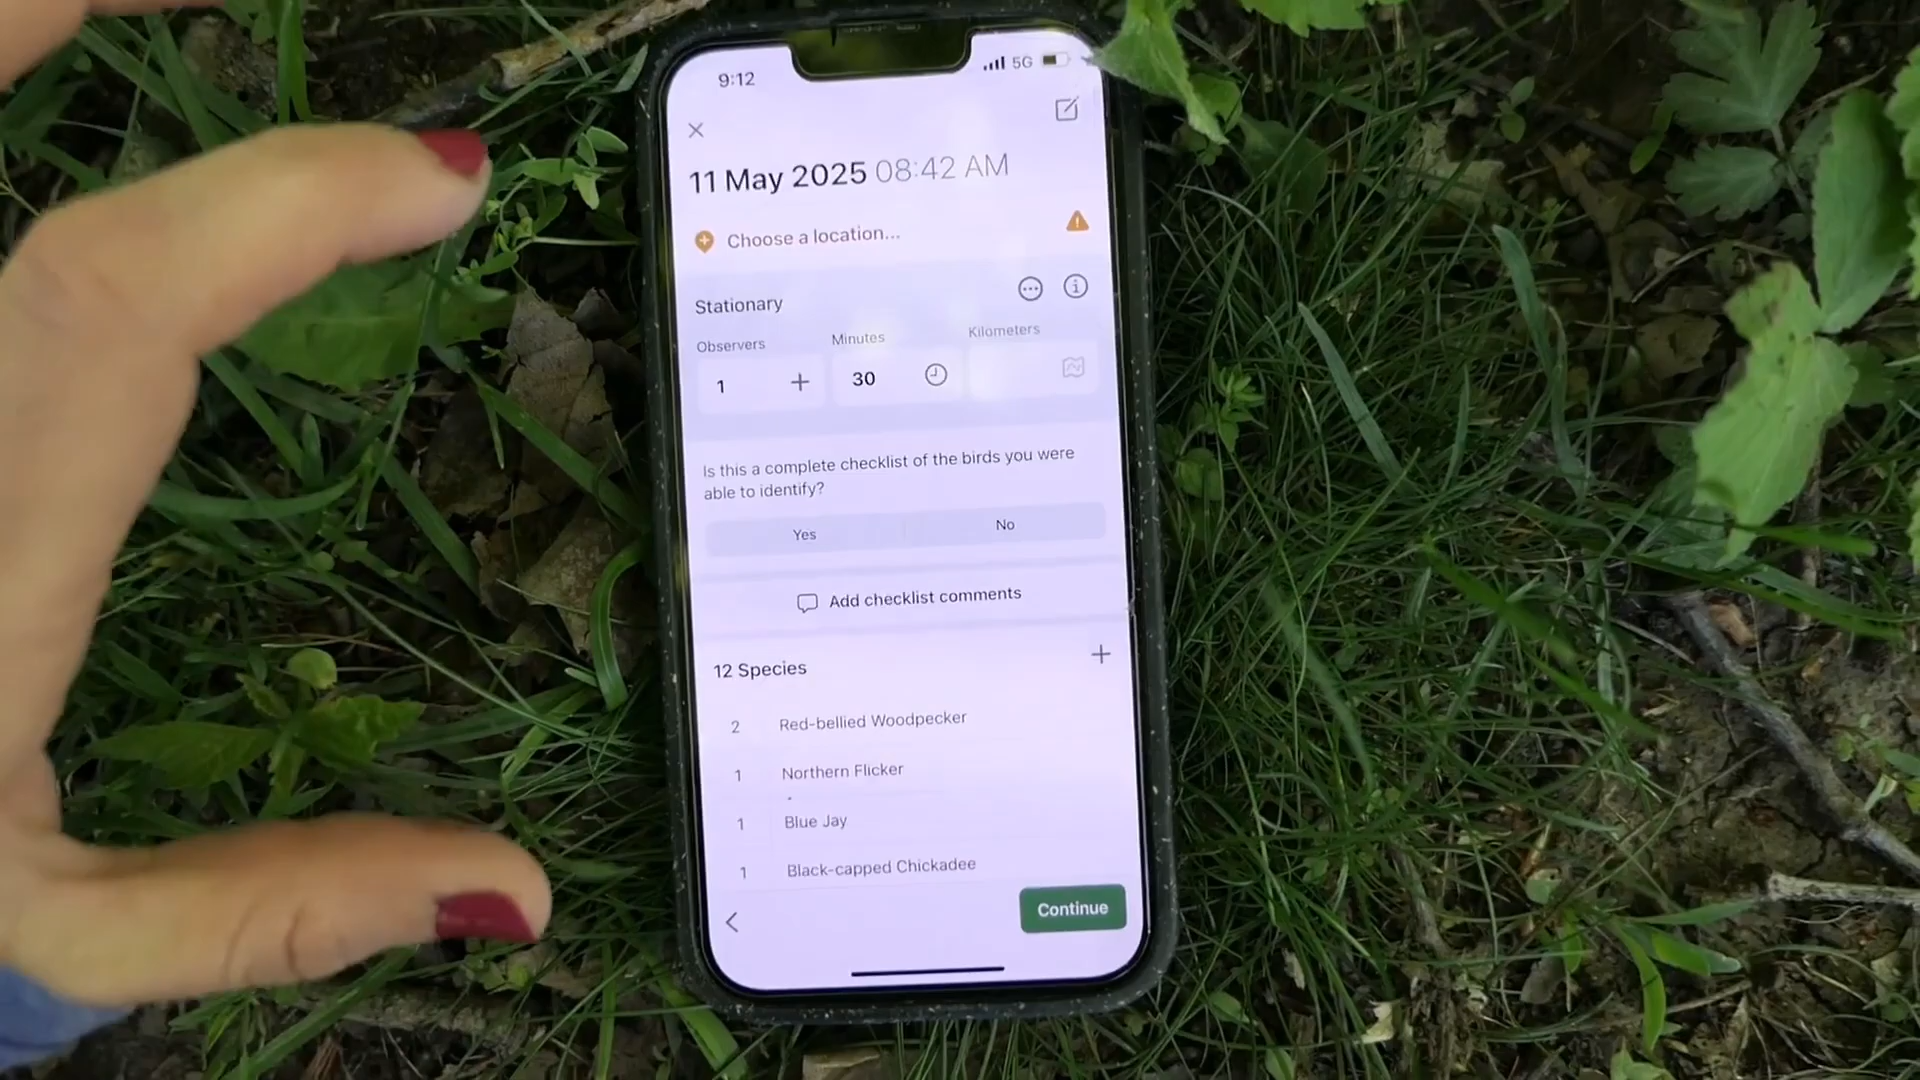 9:12
5G
11 May 2025 08:42 AM
Choose a location...
Stationary
Observers Minutes Kilometers
1 30
Is this a complete checklist of the birds you were
able to identify?
Yes No
Add checklist comments
12 Species
2 Red-bellied Woodpecker
1 Northern Flicker
1 Blue Jay
1 Black-capped Chickadee
Continue